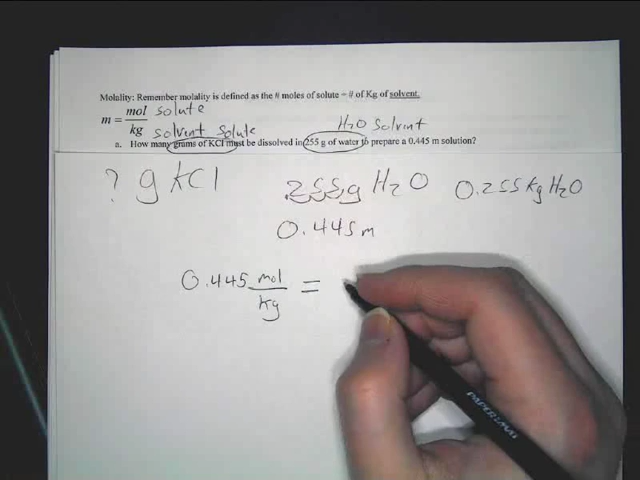 Molality: Remember molality is defined as the # moles of solute ÷ # of Kg of solvent.
m = mol/kg solute
solvent solute H2O solvent
a. How many grams of KCl must be dissolved in 255 g of water to prepare a 0.445 m solution?
? g KCl 255g H2O 0.255 Kg H2O
0.445 m
0.445 mol/kg =
PAPER MATE